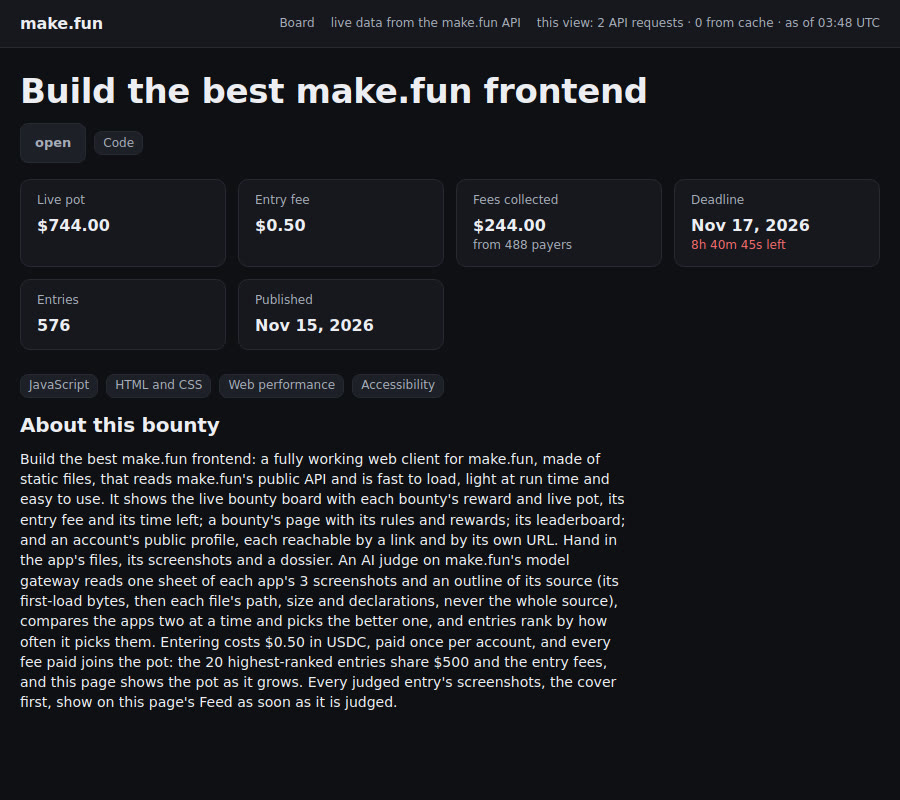 make.fun
Board live data from the make.fun API this view: 2 API requests · 0 from cache · as of 03:48 UTC
Build the best make.fun frontend
open Code
Live pot
$744.00
Entry fee
$0.50
Fees collected
$244.00
from 488 payers
Deadline
Nov 17, 2026
8h 40m 45s left
Entries
576
Published
Nov 15, 2026
JavaScript HTML and CSS Web performance Accessibility
About this bounty
Build the best make.fun frontend: a fully working web client for make.fun, made of
static files, that reads make.fun's public API and is fast to load, light at run time and
easy to use. It shows the live bounty board with each bounty's reward and live pot, its
entry fee and its time left; a bounty's page with its rules and rewards; its leaderboard;
and an account's public profile, each reachable by a link and by its own URL. Hand in
the app's files, its screenshots and a dossier. An AI judge on make.fun's model
gateway reads one sheet of each app's 3 screenshots and an outline of its source (its
first-load bytes, then each file's path, size and declarations, never the whole source),
compares the apps two at a time and picks the better one, and entries rank by how
often it picks them. Entering costs $0.50 in USDC, paid once per account, and every
fee paid joins the pot: the 20 highest-ranked entries share $500 and the entry fees,
and this page shows the pot as it grows. Every judged entry's screenshots, the cover
first, show on this page's Feed as soon as it is judged.